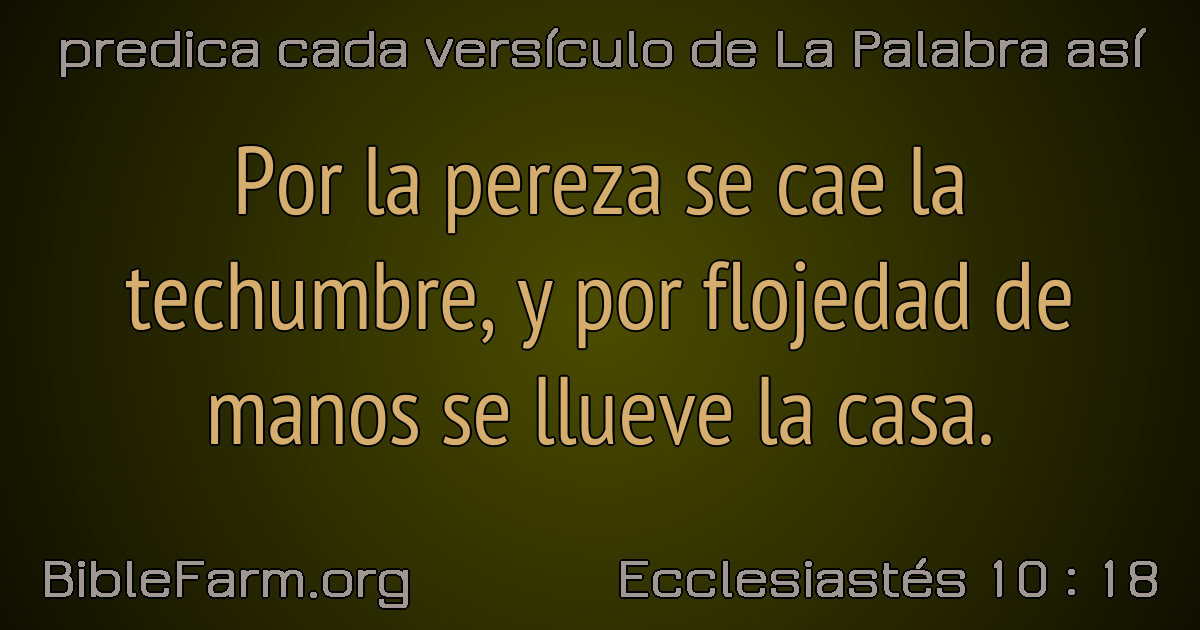 predica cada versículo de La Palabra así
Por la pereza se cae la
techumbre, y por flojedad de
manos se llueve la casa.
BibleFarm.org
Ecclesiastés 10 : 18